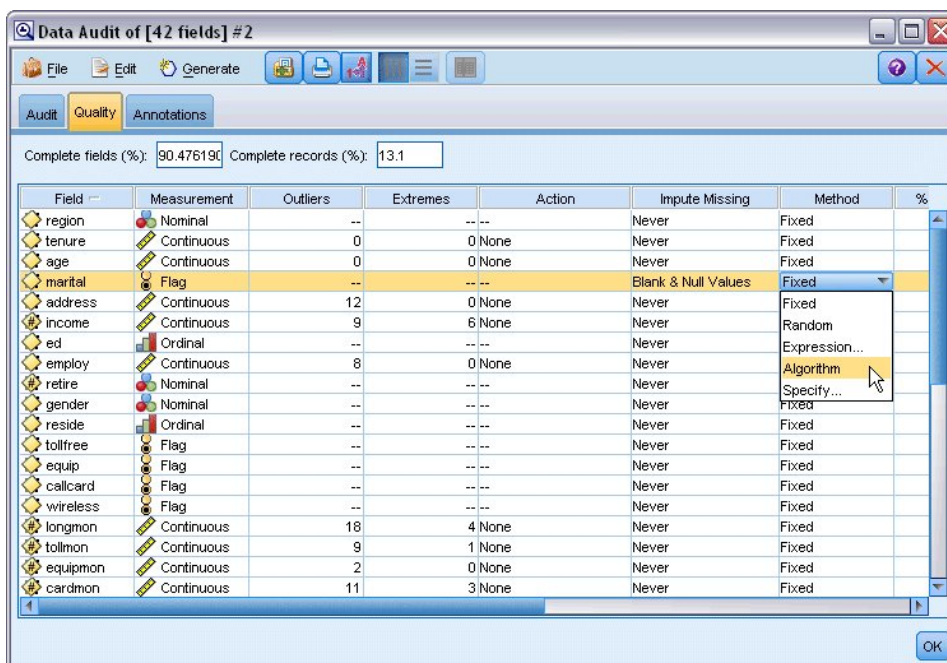 Data Audit of [42 fields] #2
File Edit Generate
Audit Quality Annotations
Complete fields (%): 90.476190 Complete records (%): 13.1
Field Measurement Outliers Extremes Action Impute Missing Method %
region Nominal -- -- -- Never Fixed
tenure Continuous 0 0 None Never Fixed
age Continuous 0 0 None Never Fixed
marital Flag -- -- -- Blank & Null Values Fixed
address Continuous 12 0 None Never Fixed
income Continuous 9 6 None Never Random
ed Ordinal -- -- -- Never Expression...
employ Continuous 8 0 None Never Algorithm
retire Nominal -- -- -- Never Specify...
gender Nominal -- -- -- Never Fixed
reside Ordinal -- -- -- Never Fixed
tollfree Flag -- -- -- Never Fixed
equip Flag -- -- -- Never Fixed
callcard Flag -- -- -- Never Fixed
wireless Flag -- -- -- Never Fixed
longmon Continuous 18 4 None Never Fixed
tollmon Continuous 9 1 None Never Fixed
equipmon Continuous 2 0 None Never Fixed
cardmon Continuous 11 3 None Never Fixed
OK